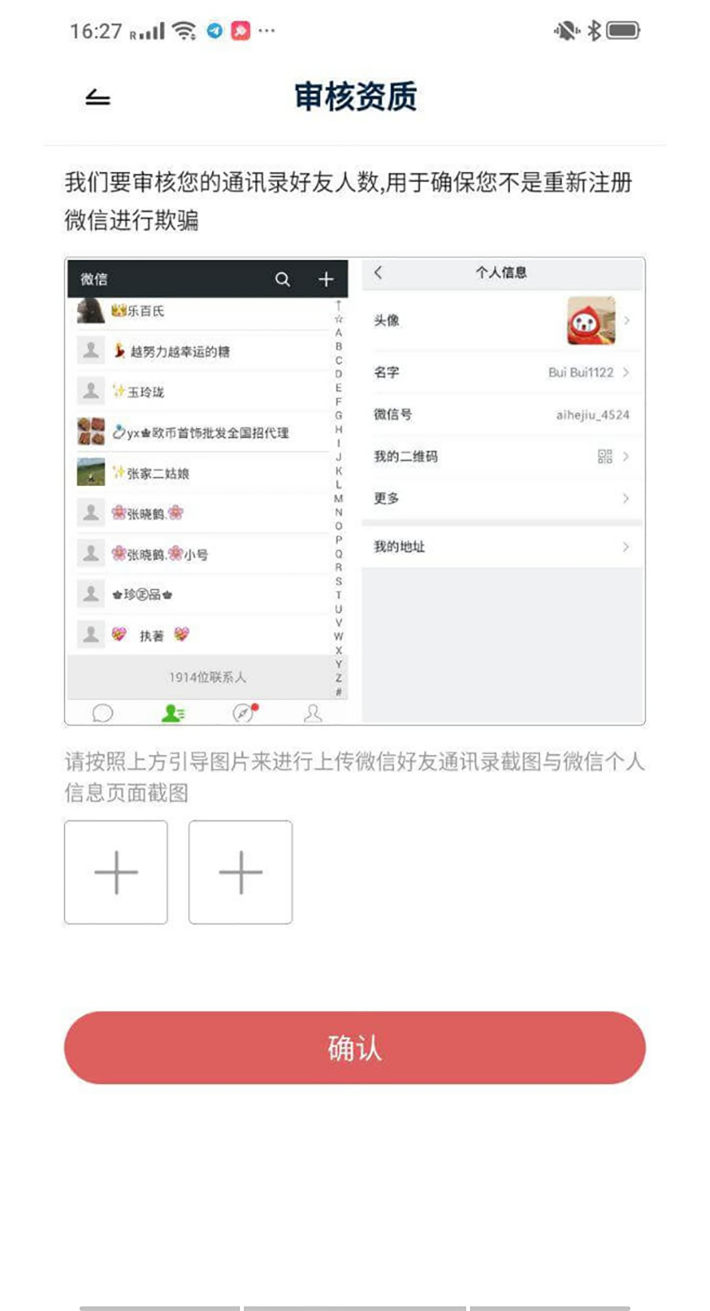 16:27
审核资质
我们要审核您的通讯录好友人数,用于确保您不是重新注册
微信进行欺骗
微信
乐百氏
越努力越幸运的糖
玉玲珑
yx♚欧币首饰批发全国招代理
张家二姑娘
张晓鹤.
张晓鹤.小号
♚珍㊣品♚
执著
1914位联系人
↑
☆
A
B
C
D
E
F
G
H
I
J
K
L
M
N
O
P
Q
R
S
T
U
V
W
X
Y
Z
#
个人信息
头像
名字 Bui Bui1122
微信号 aihejiu_4524
我的二维码
更多
我的地址
请按照上方引导图片来进行上传微信好友通讯录截图与微信个人
信息页面截图
确认